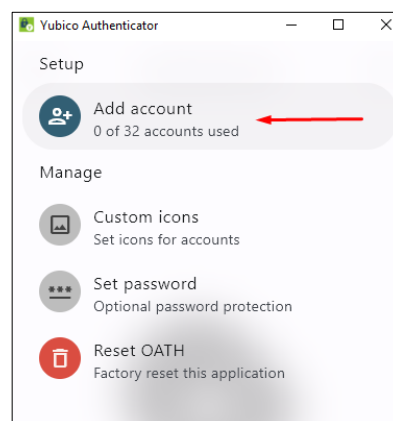 Yubico Authenticator
Setup
Add account
0 of 32 accounts used
Manage
Custom icons
Set icons for accounts
Set password
Optional password protection
Reset OATH
Factory reset this application